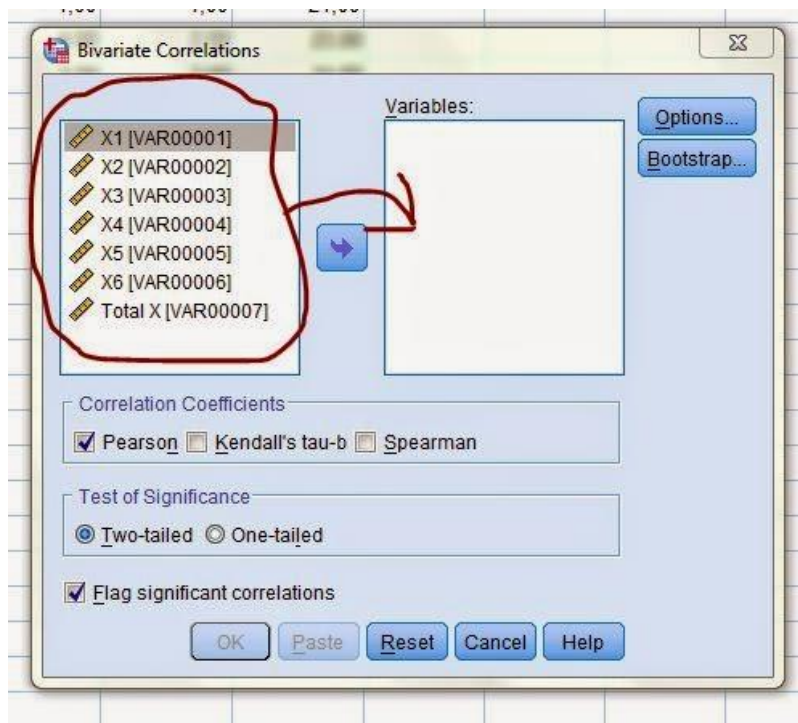 Bivariate Correlations
X1 [VAR00001]
X2 [VAR00002]
X3 [VAR00003]
X4 [VAR00004]
X5 [VAR00005]
X6 [VAR00006]
Total X [VAR00007]
Variables:
Options...
Bootstrap...
Correlation Coefficients
Pearson Kendall's tau-b Spearman
Test of Significance
Two-tailed One-tailed
Flag significant correlations
OK Paste Reset Cancel Help